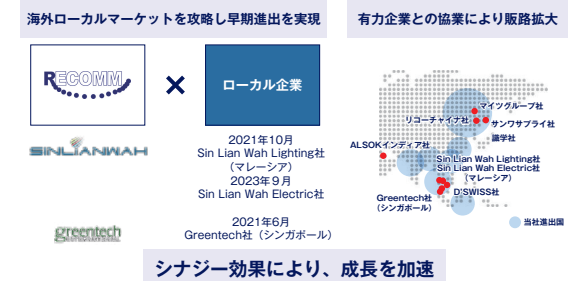 海外ローカルマーケットを攻略し早期進出を実現
RECOMM
×
ローカル企業
SINLIANWAH
2021年10月
Sin Lian Wah Lighting社
（マレーシア）
2023年9月
Sin Lian Wah Electric社
greentech
2021年6月
Greentech社（シンガポール）
有力企業との協業により販路拡大
マイツグループ社
リコーチャイナ社
サンワサプライ社
識学社
ALSOKインディア社
Sin Lian Wah Lighting社
Sin Lian Wah Electric社
（マレーシア）
D'SWISS社
Greentech社
（シンガポール）
当社進出国
シナジー効果により、成長を加速